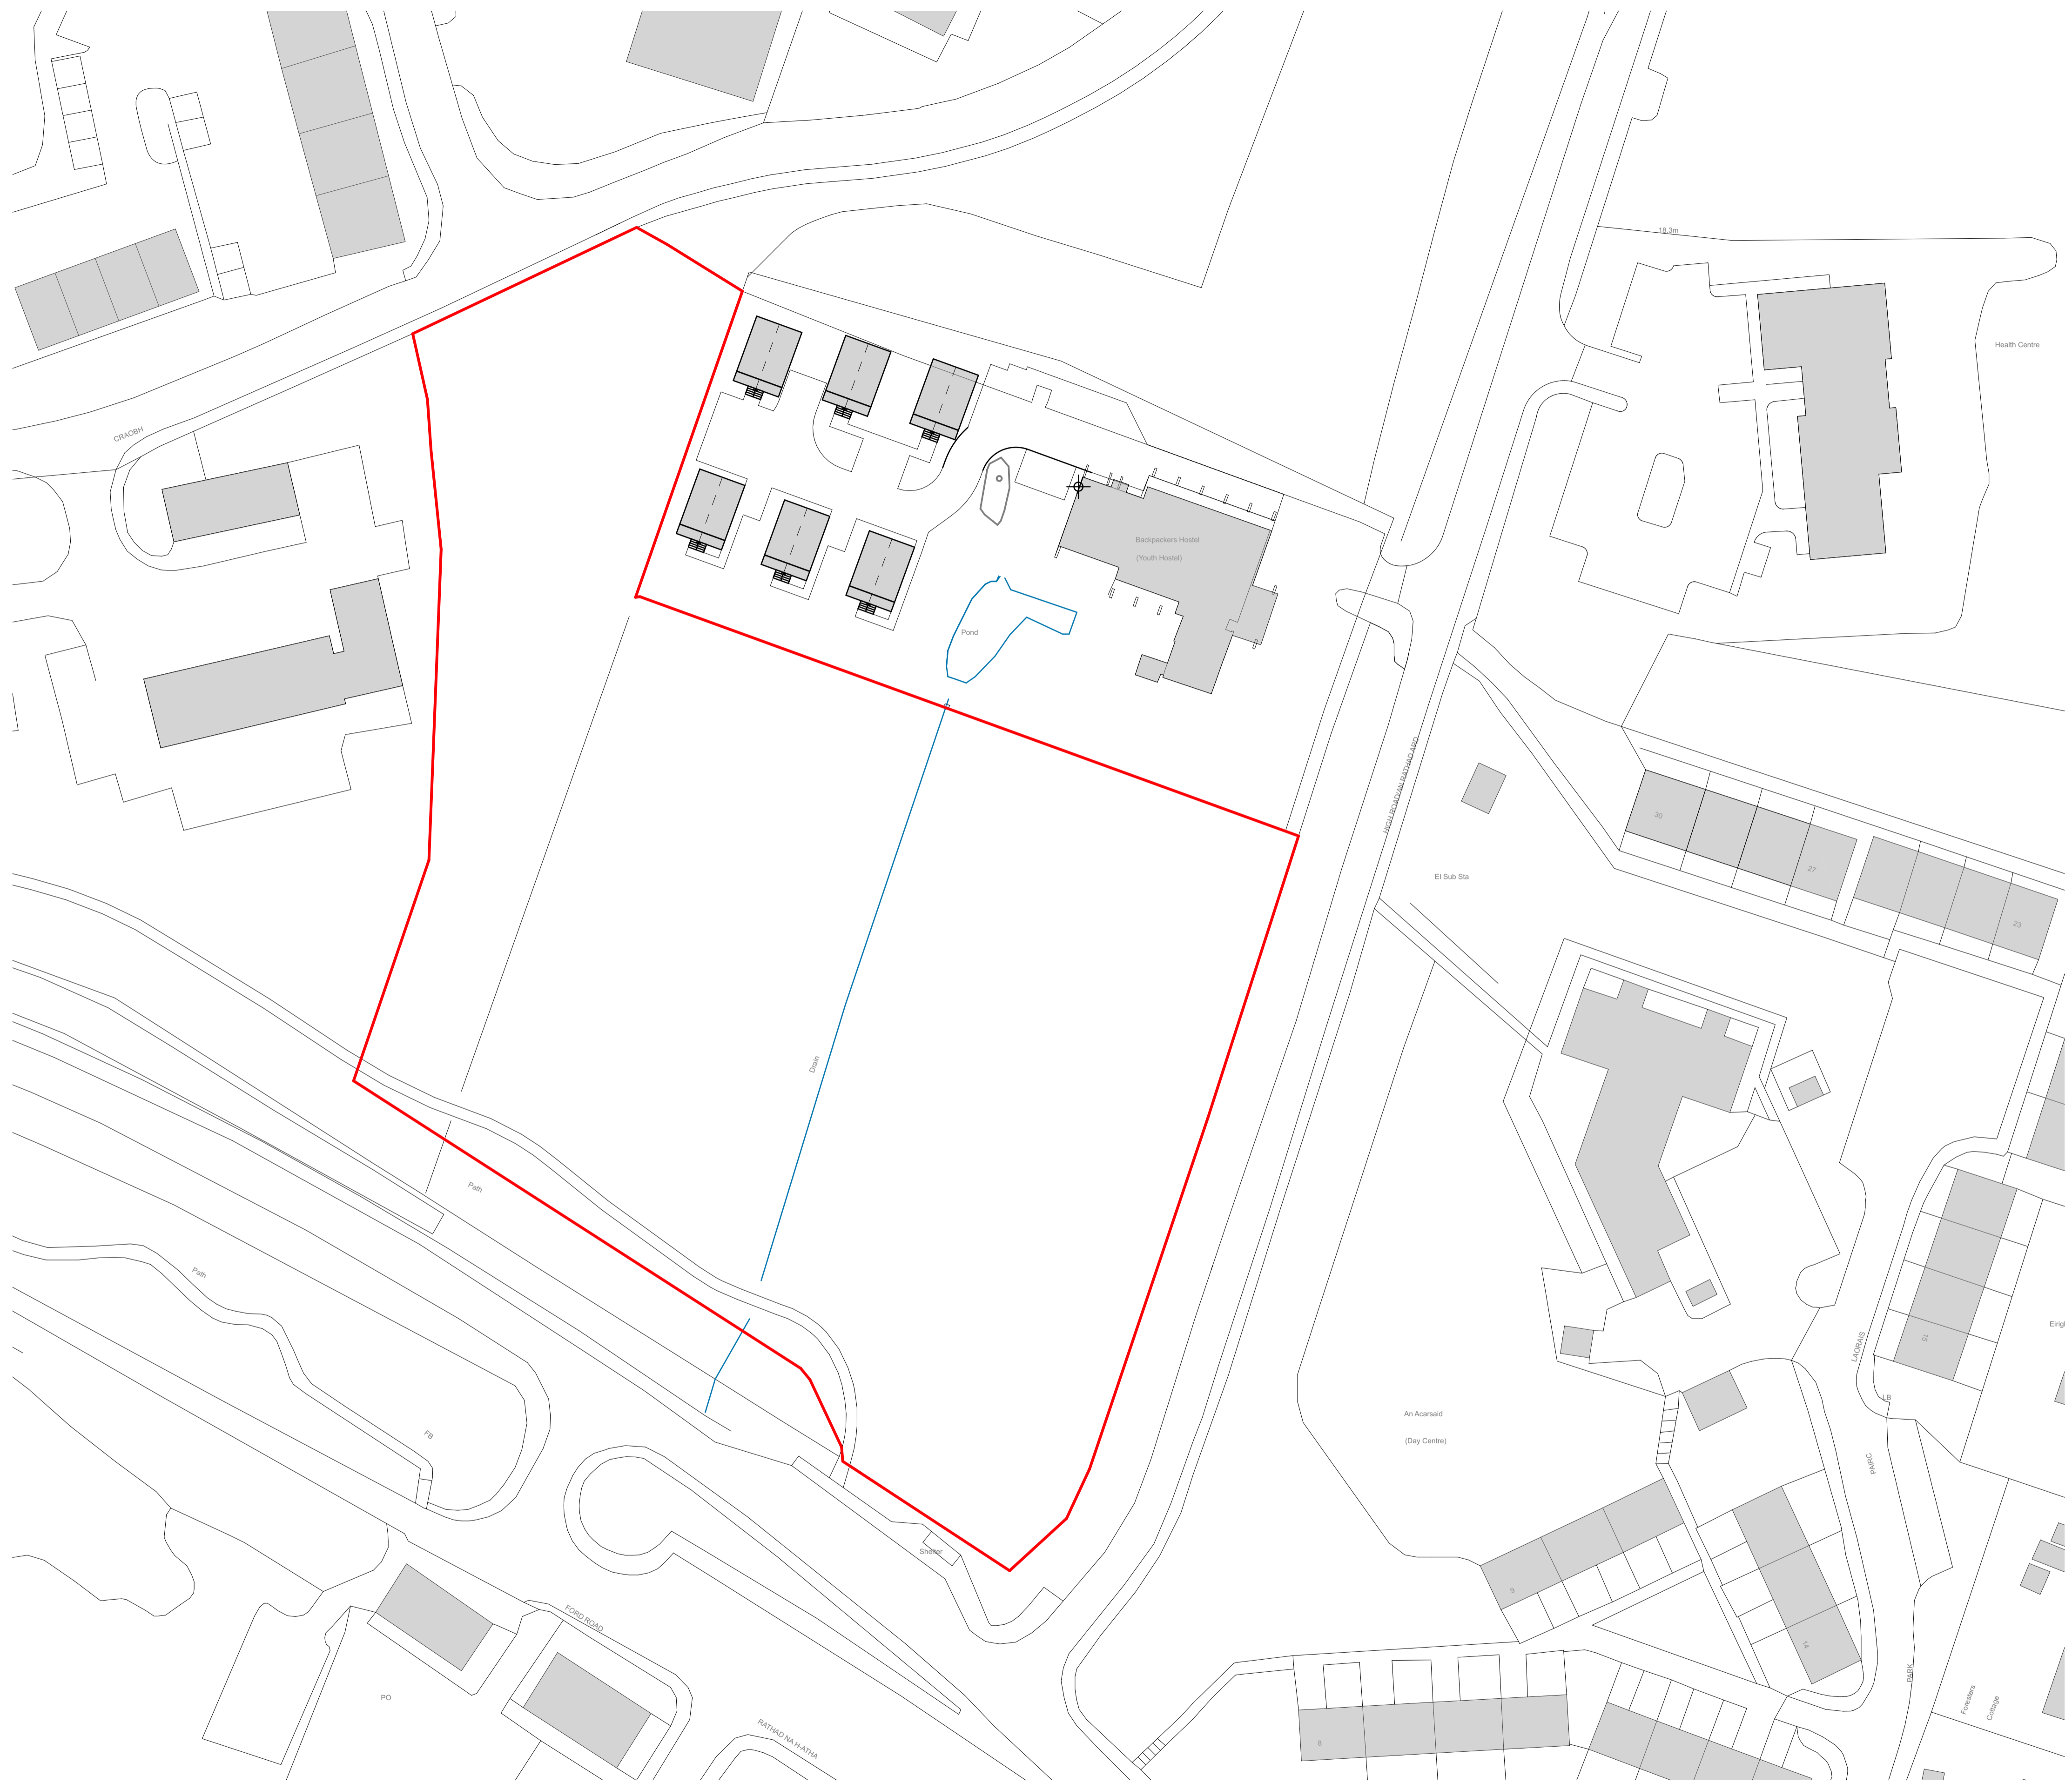 18.3m
Health Centre
CRAOBH
Backpackers Hostel
(Youth Hostel)
Pond
HIGH ROAD/AN RATHAD ARD
30
27
23
El Sub Sta
Drain
Path
Path
FB
An Acarsaid
(Day Centre)
LAORAIS
15
LB
PARC
Shelter
9
14
FORD ROAD
PO
RATHAD NA H-ATHA
8
PARK
Foresters
Cottage